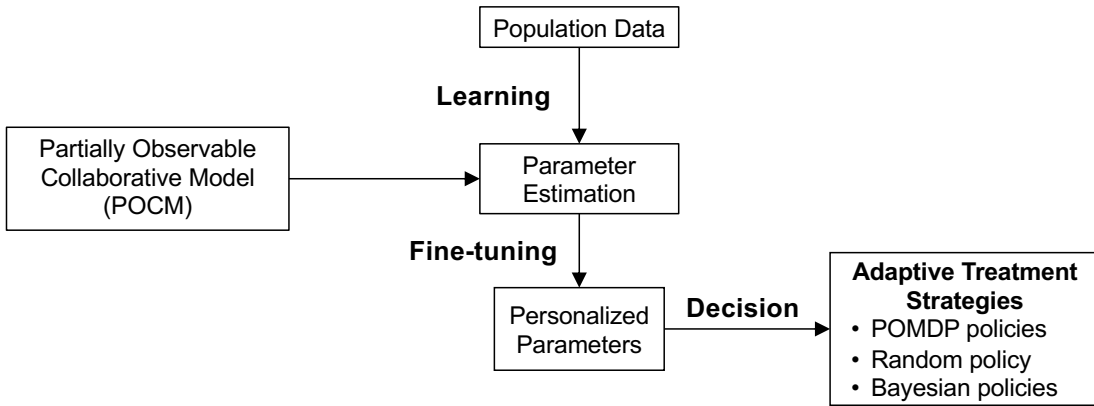 Population Data
Learning
Partially Observable
Collaborative Model
(POCM)
Parameter
Estimation
Fine-tuning
Personalized
Parameters
Decision
Adaptive Treatment
Strategies
• POMDP policies
• Random policy
• Bayesian policies